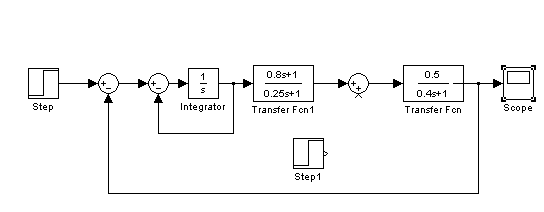 Step
+
−
+
−
1
s
Integrator
0.8s+1
0.25s+1
Transfer Fcn1
+
+
0.5
0.4s+1
Transfer Fcn
Scope
Step1